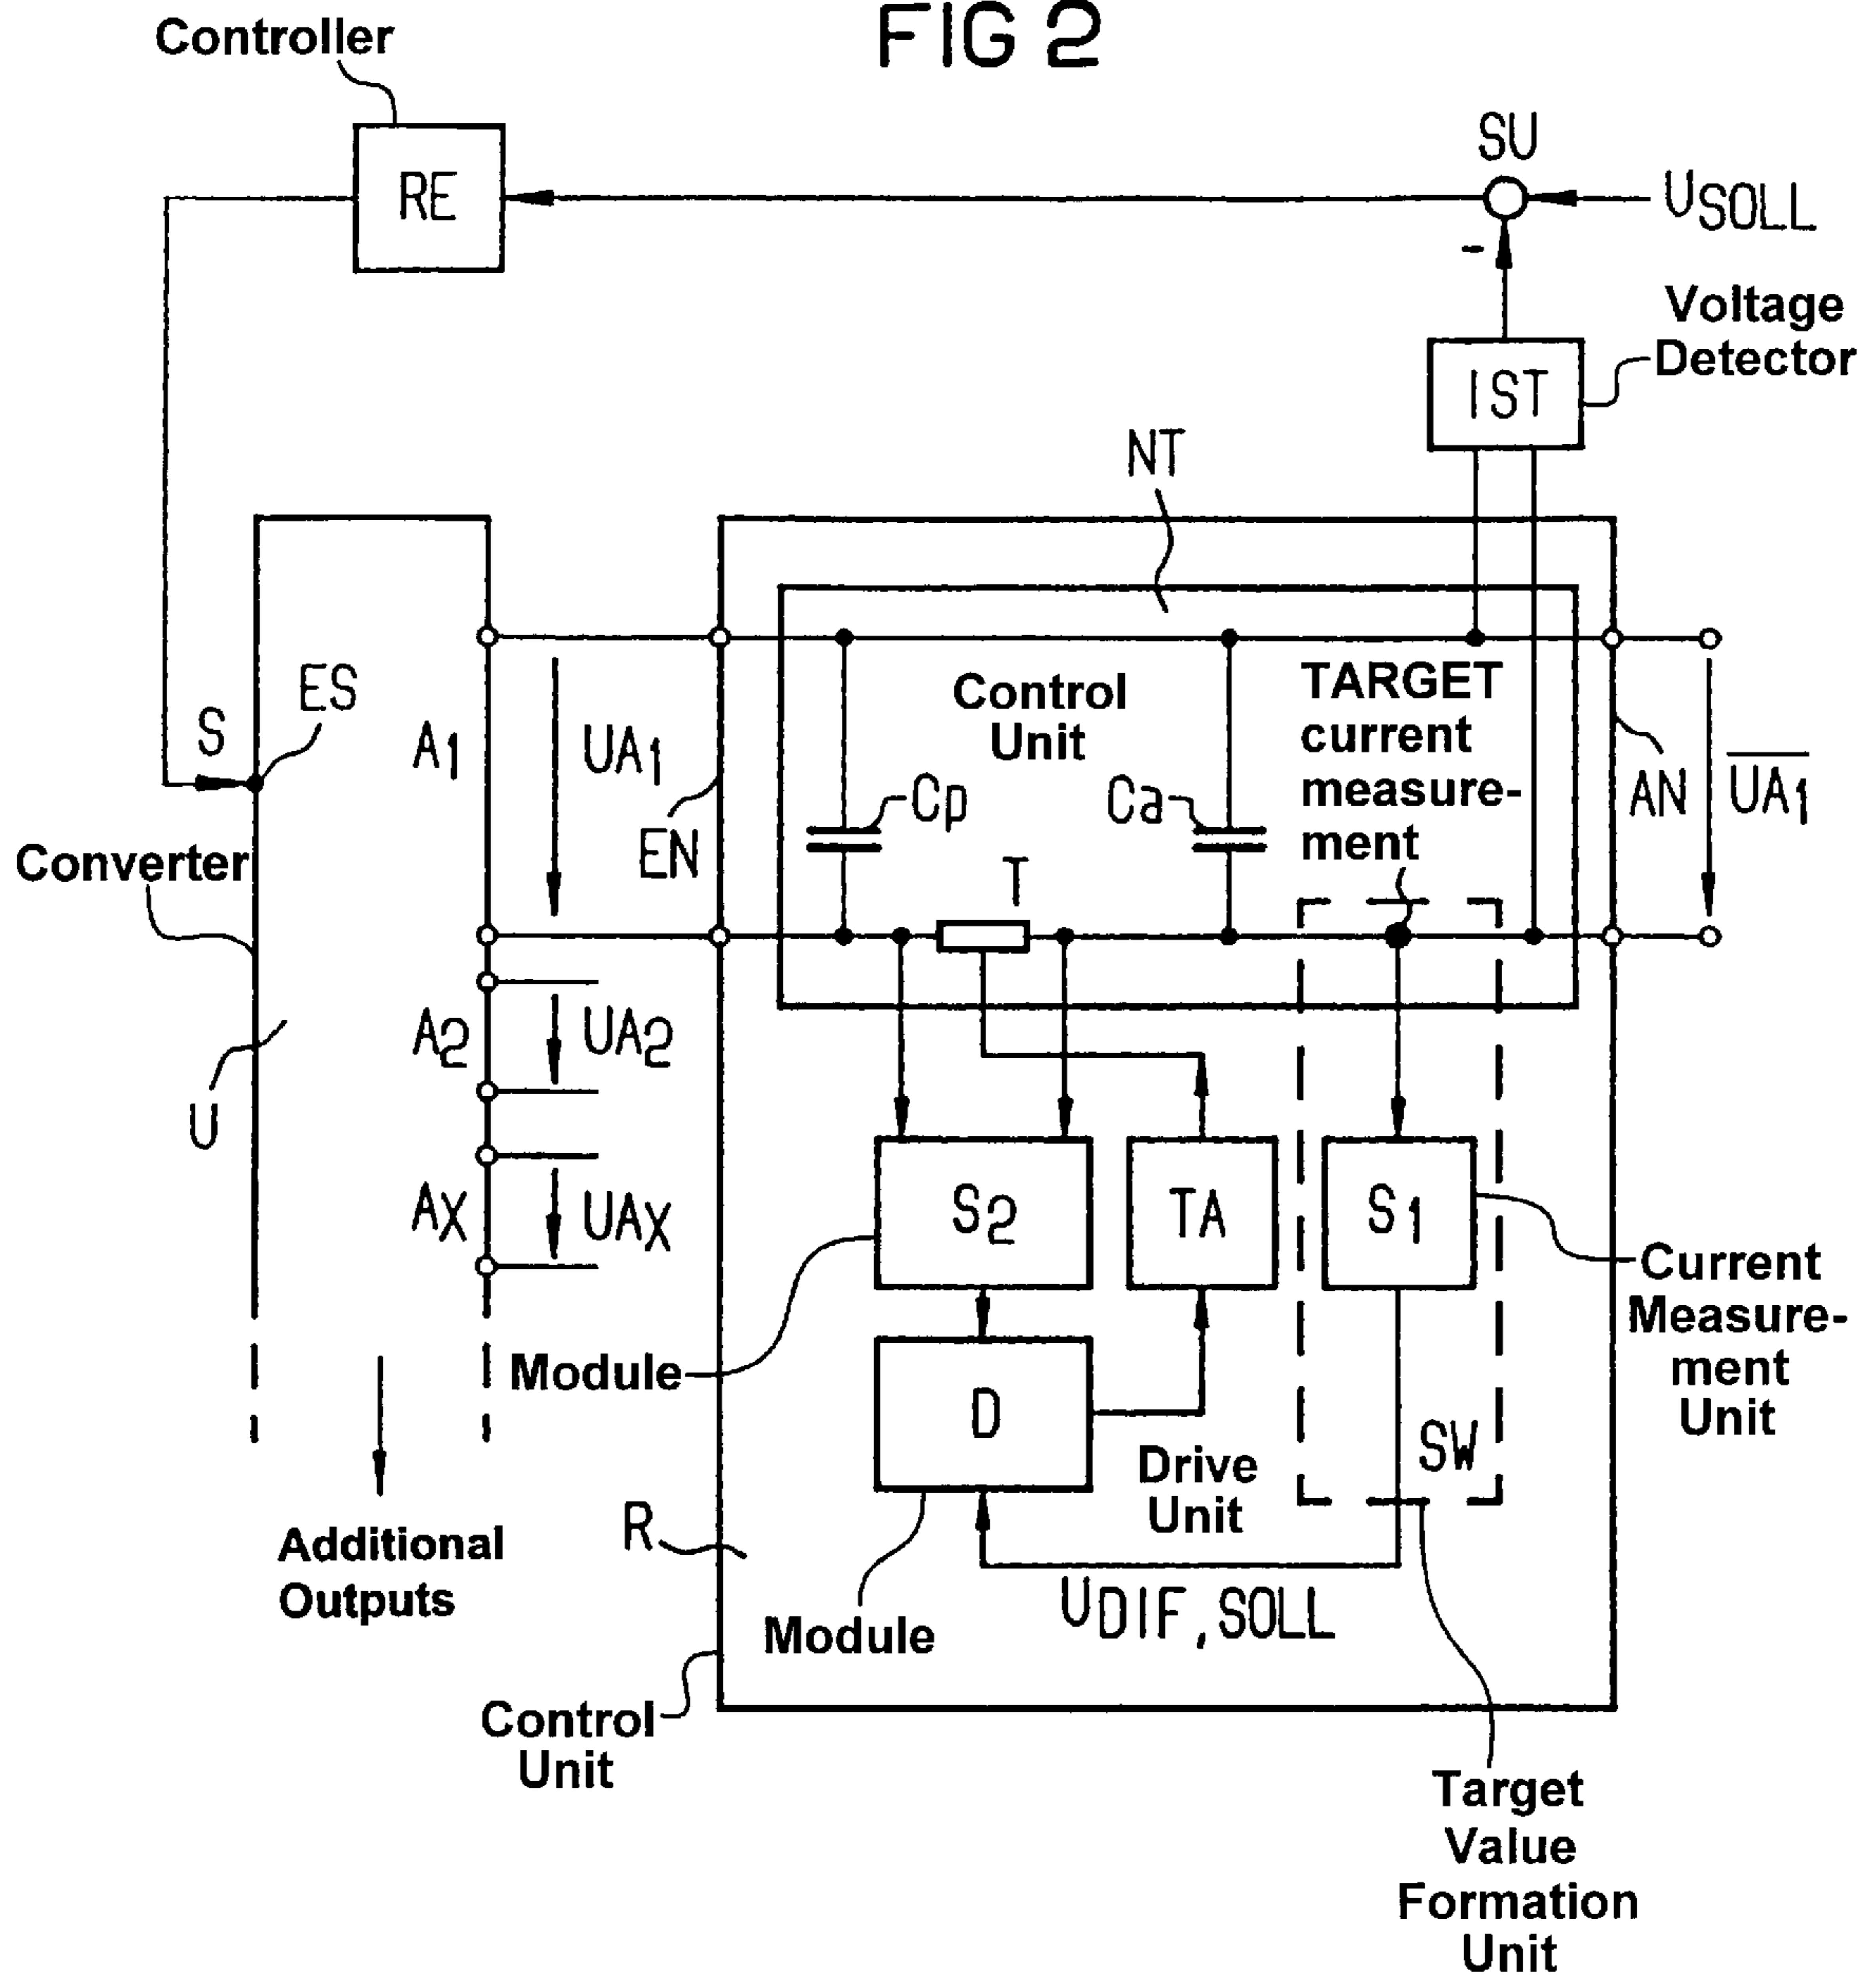 FIG 2
Controller
RE
SU
USOLL
-
Voltage
Detector
IST
NT
ES
S
A1
UA1
EN
Control
Unit
TARGET
current
measure-
ment
Cp
Ca
T
AN
UA1
Converter
U
A2
UA2
AX
UAX
S2
TA
S1
Current
Measure-
ment
Unit
Module
D
Drive
Unit
SW
R
Additional
Outputs
UDIF,SOLL
Module
Control
Unit
Target
Value
Formation
Unit